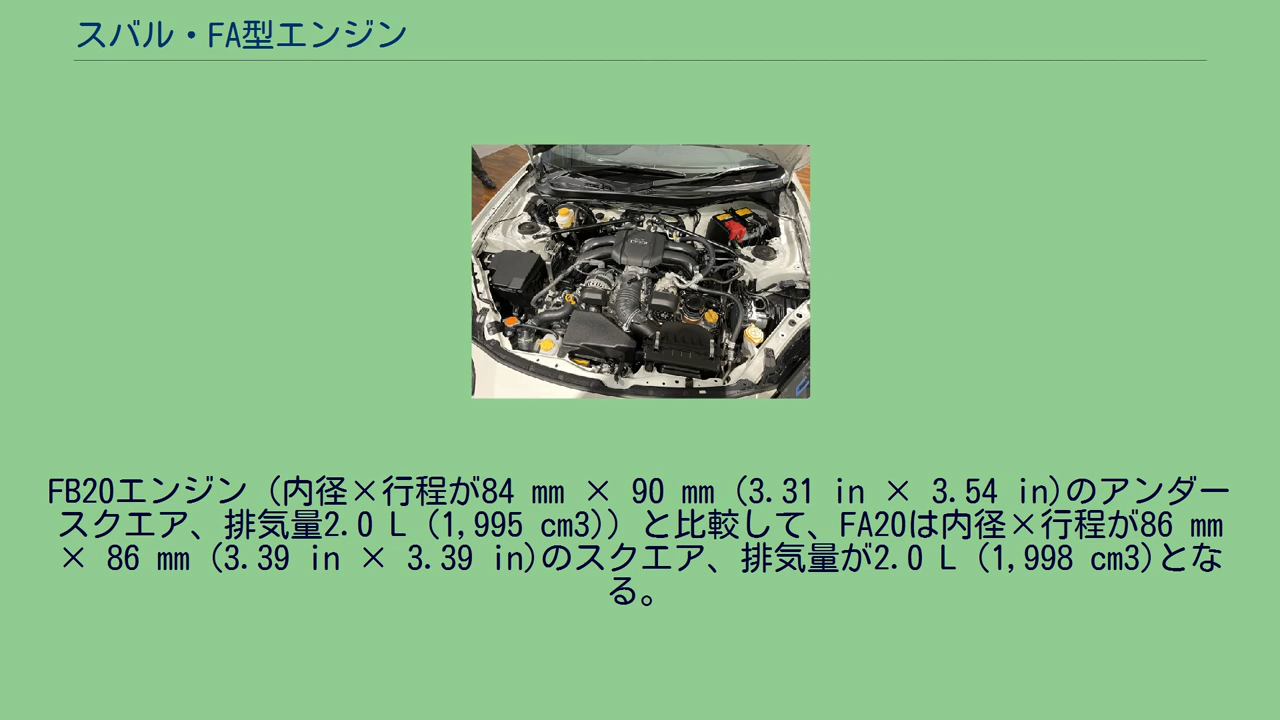 スバル・FA型エンジン
FB20エンジン（内径×行程が84 mm × 90 mm (3.31 in × 3.54 in)のアンダー
スクエア、排気量2.0 L (1,995 cm3)）と比較して、FA20は内径×行程が86 mm
× 86 mm (3.39 in × 3.39 in)のスクエア、排気量が2.0 L (1,998 cm3)とな
る。